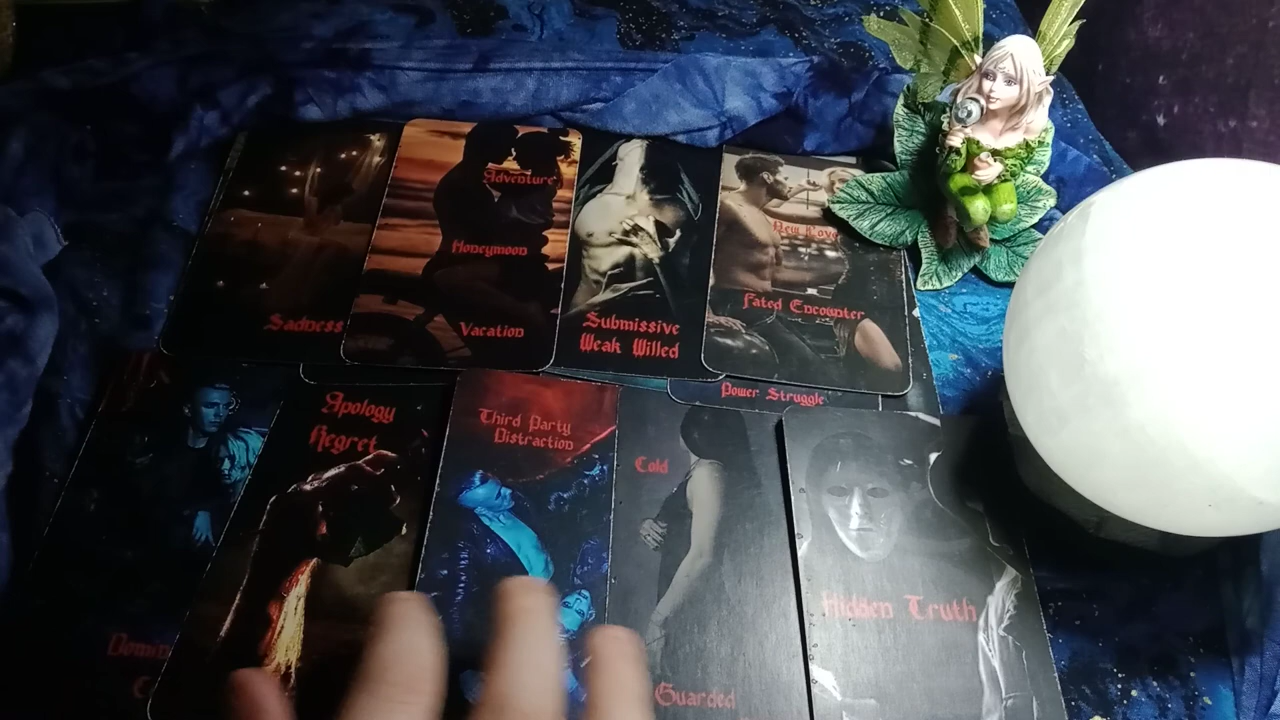 Sadness
Adventure
Honeymoon
Vacation
Submissive
Weak Willed
New Love
Fated Encounter
Power Struggle
Apology
Regret
Third Party
Distraction
Cold
Guarded
Hidden Truth